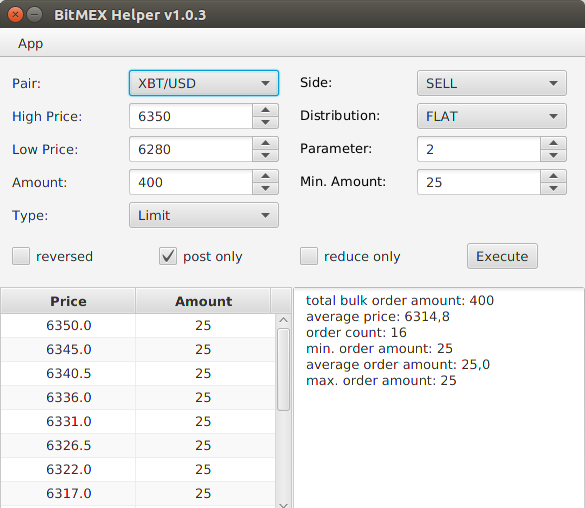 BitMEX Helper v1.0.3
App
Pair: XBT/USD Side: SELL
High Price: 6350 Distribution: FLAT
Low Price: 6280 Parameter: 2
Amount: 400 Min. Amount: 25
Type: Limit
reversed post only reduce only Execute
Price Amount
6350.0 25
6345.0 25
6340.5 25
6336.0 25
6331.0 25
6326.5 25
6322.0 25
6317.0 25
total bulk order amount: 400
average price: 6314,8
order count: 16
min. order amount: 25
average order amount: 25,0
max. order amount: 25